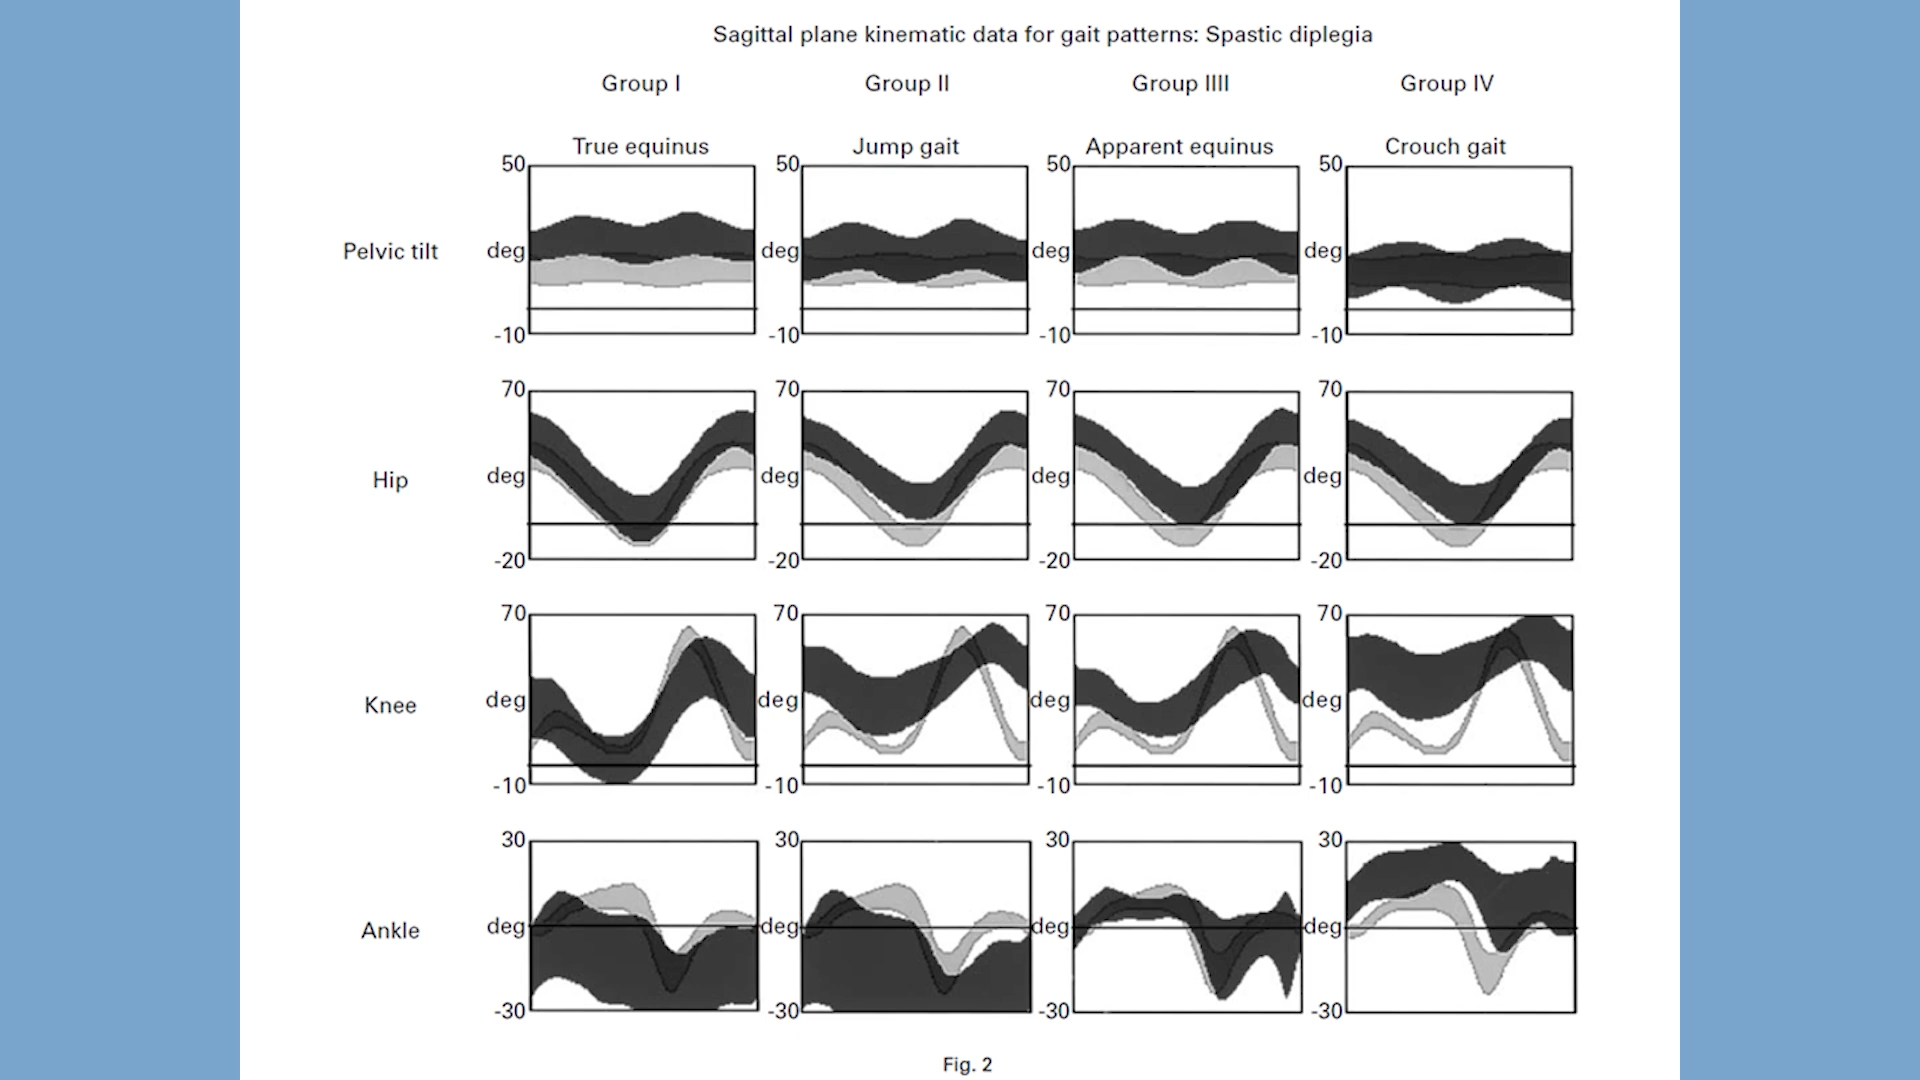 Sagittal plane kinematic data for gait patterns: Spastic diplegia
Group I Group II Group IIII Group IV
True equinus Jump gait Apparent equinus Crouch gait
50 50 50 50
Pelvic tilt deg deg deg deg
-10 -10 -10 -10
70 70 70 70
Hip deg deg deg deg
-20 -20 -20 -20
70 70 70 70
Knee deg deg deg deg
-10 -10 -10 -10
30 30 30 30
Ankle deg deg deg deg
-30 -30 -30 -30
Fig. 2